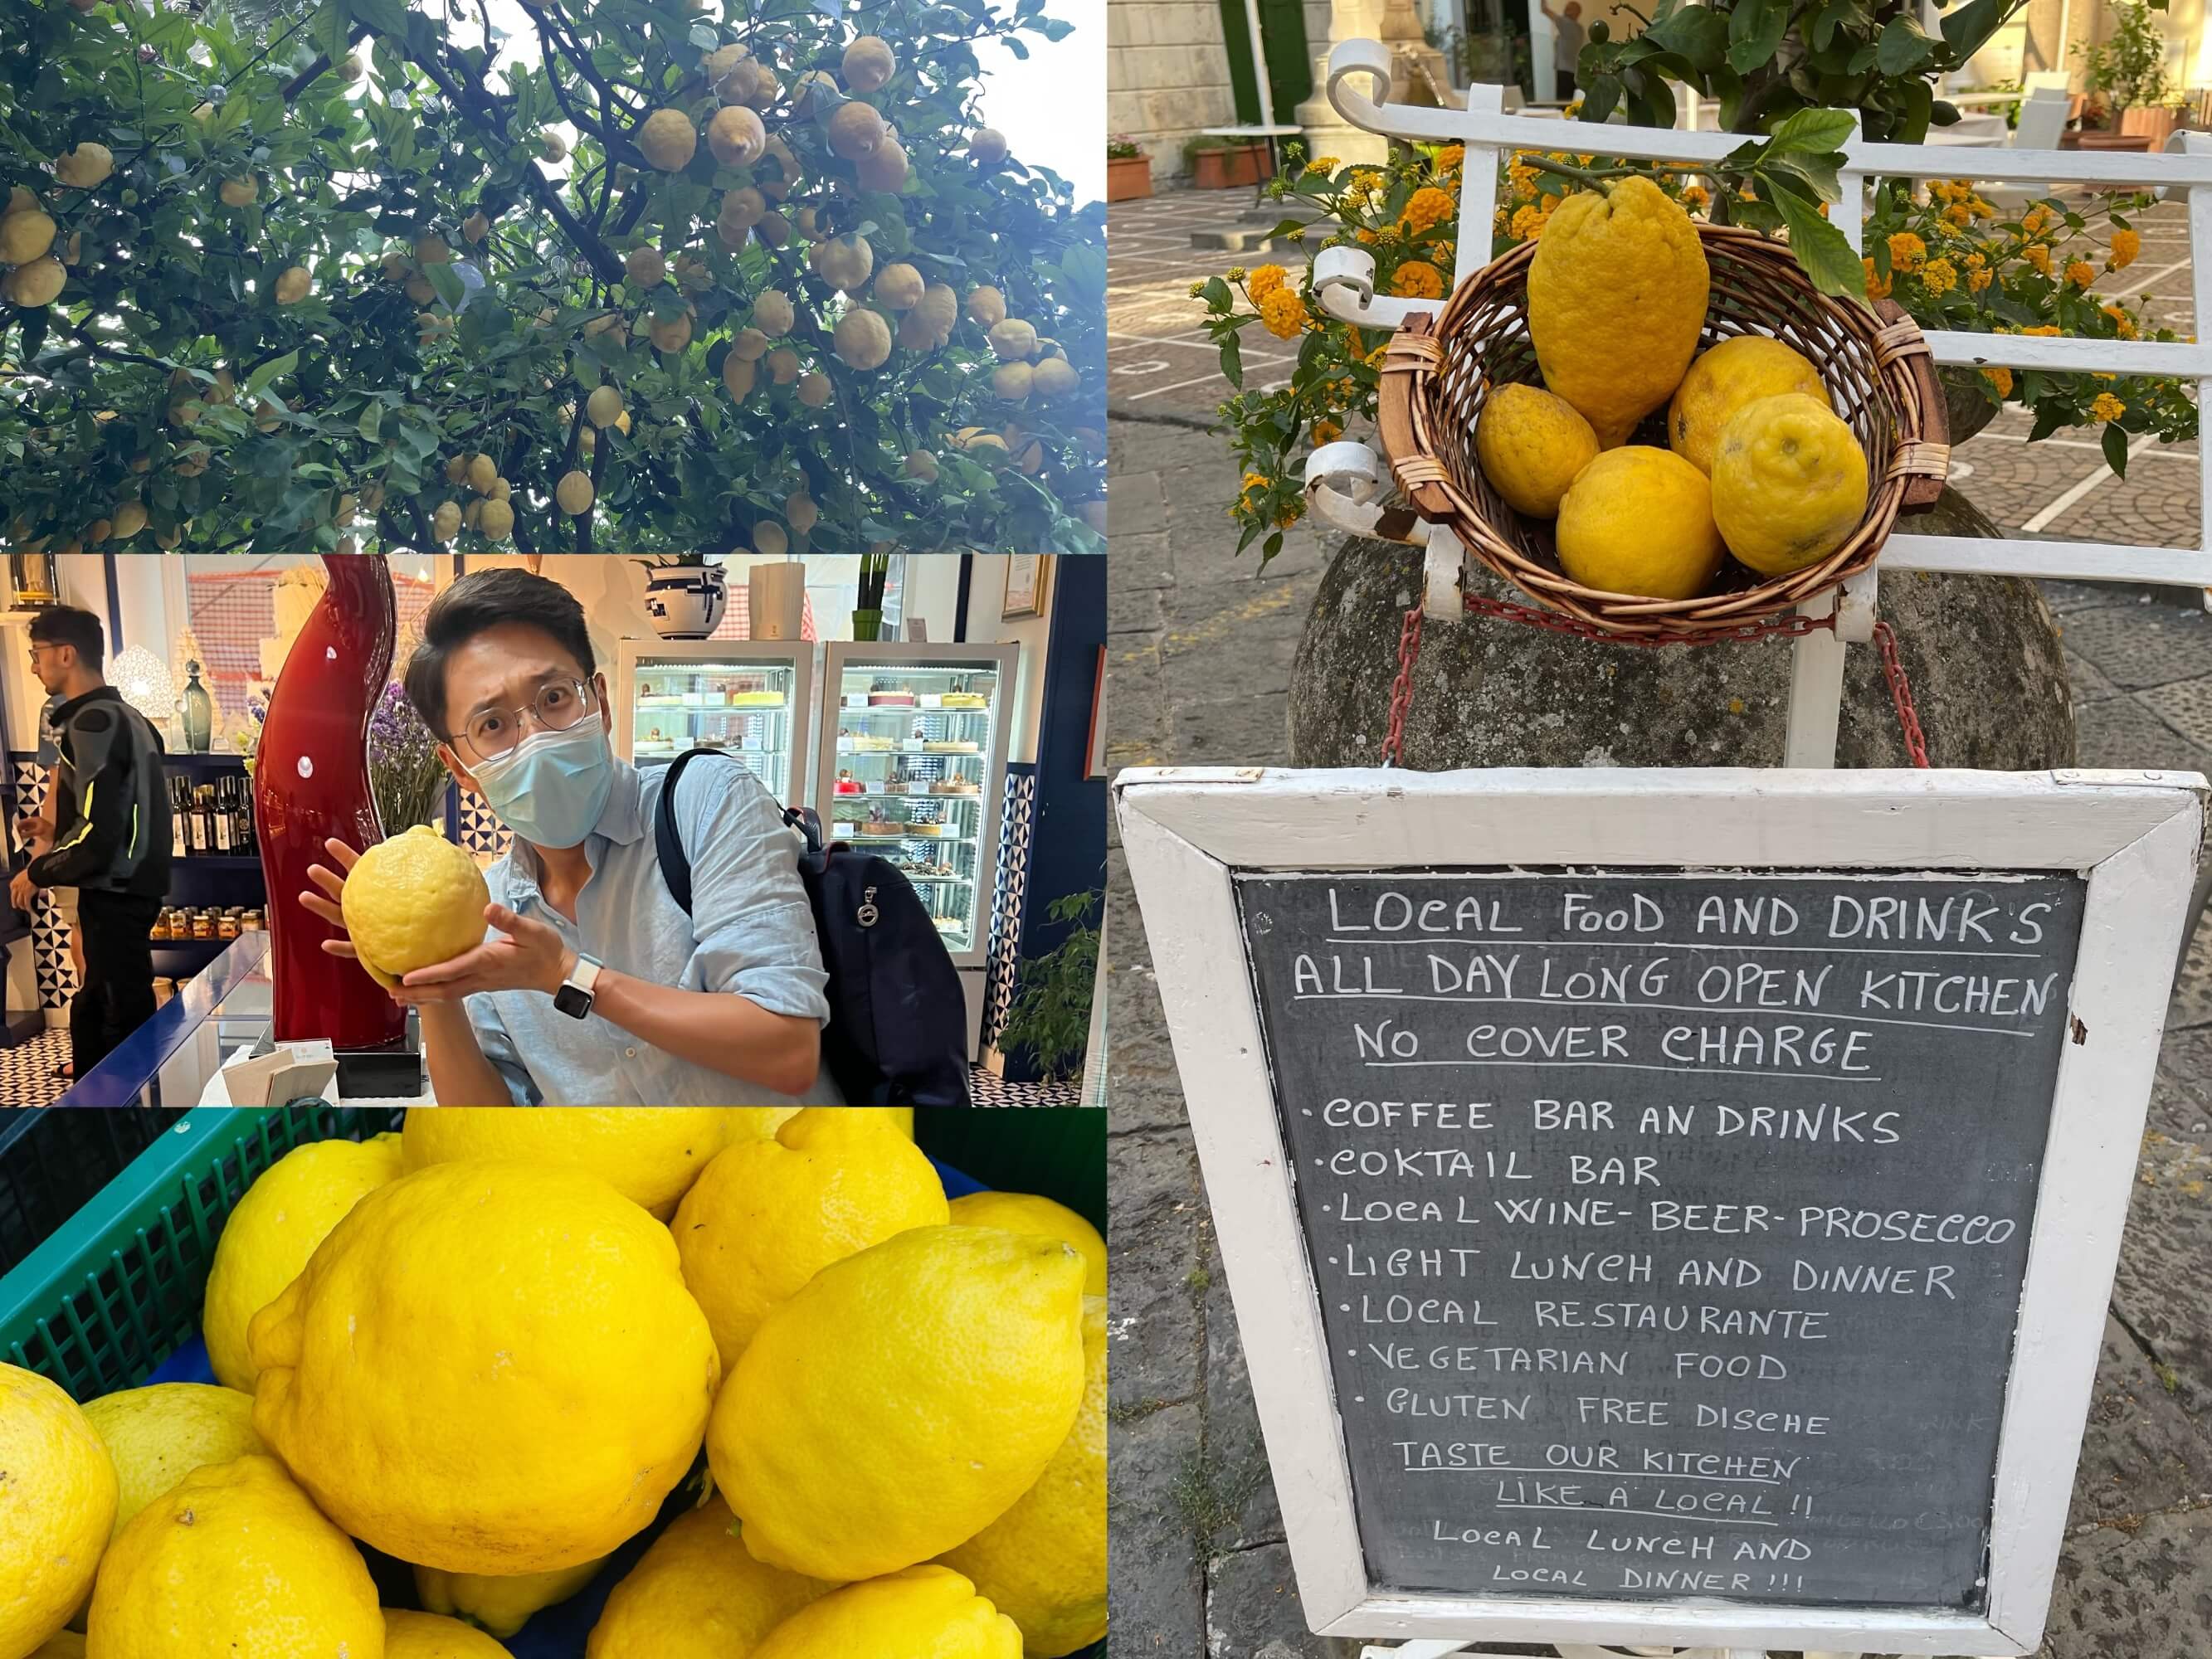 LOCAL FOOD AND DRINK'S
ALL DAY LONG OPEN KITCHEN
NO COVER CHARGE
· COFFEE BAR AN DRINKS
· COKTAIL BAR
· LOCAL WINE - BEER - PROSECCO
· LIGHT LUNCH AND DINNER
· LOCAL RESTAURANTE
· VEGETARIAN FOOD
· GLUTEN FREE DISCHE
TASTE OUR KITCHEN
LIKE A LOCAL !!
LOCAL LUNCH AND
LOCAL DINNER !!!